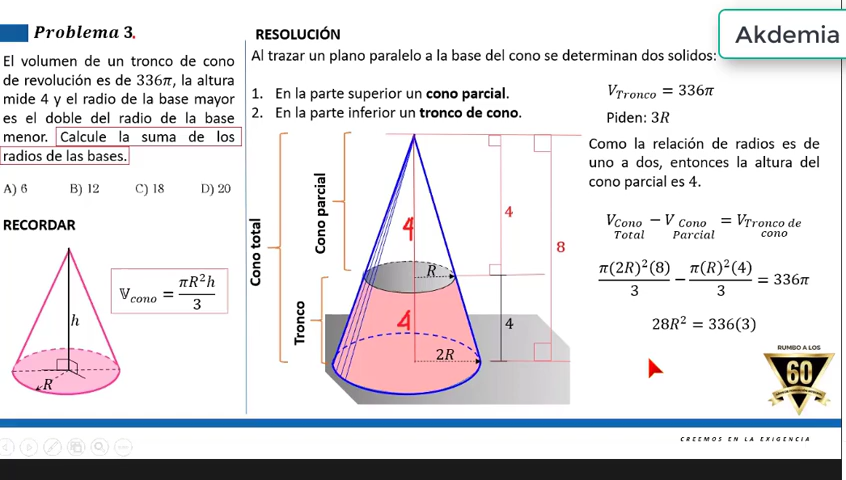 Problema 3.
El volumen de un tronco de cono
de revolución es de 336π, la altura
mide 4 y el radio de la base mayor
es el doble del radio de la base
menor. Calcule la suma de los
radios de las bases.
A) 6 B) 12 C) 18 D) 20
RECORDAR
h
R
𝕍cono = πR²h/3
RESOLUCIÓN
Al trazar un plano paralelo a la base del cono se determinan dos solidos:
1. En la parte superior un cono parcial.
2. En la parte inferior un tronco de cono.
Cono total
Cono parcial
Tronco
4
4
R
2R
4
4
8
Akdemia
V_Tronco = 336π
Piden: 3R
Como la relación de radios es de
uno a dos, entonces la altura del
cono parcial es 4.
V_Cono Total − V_Cono Parcial = V_Tronco de cono
π(2R)²(8)/3 − π(R)²(4)/3 = 336π
28R² = 336(3)
RUMBO A LOS
60
CREEMOS EN LA EXIGENCIA